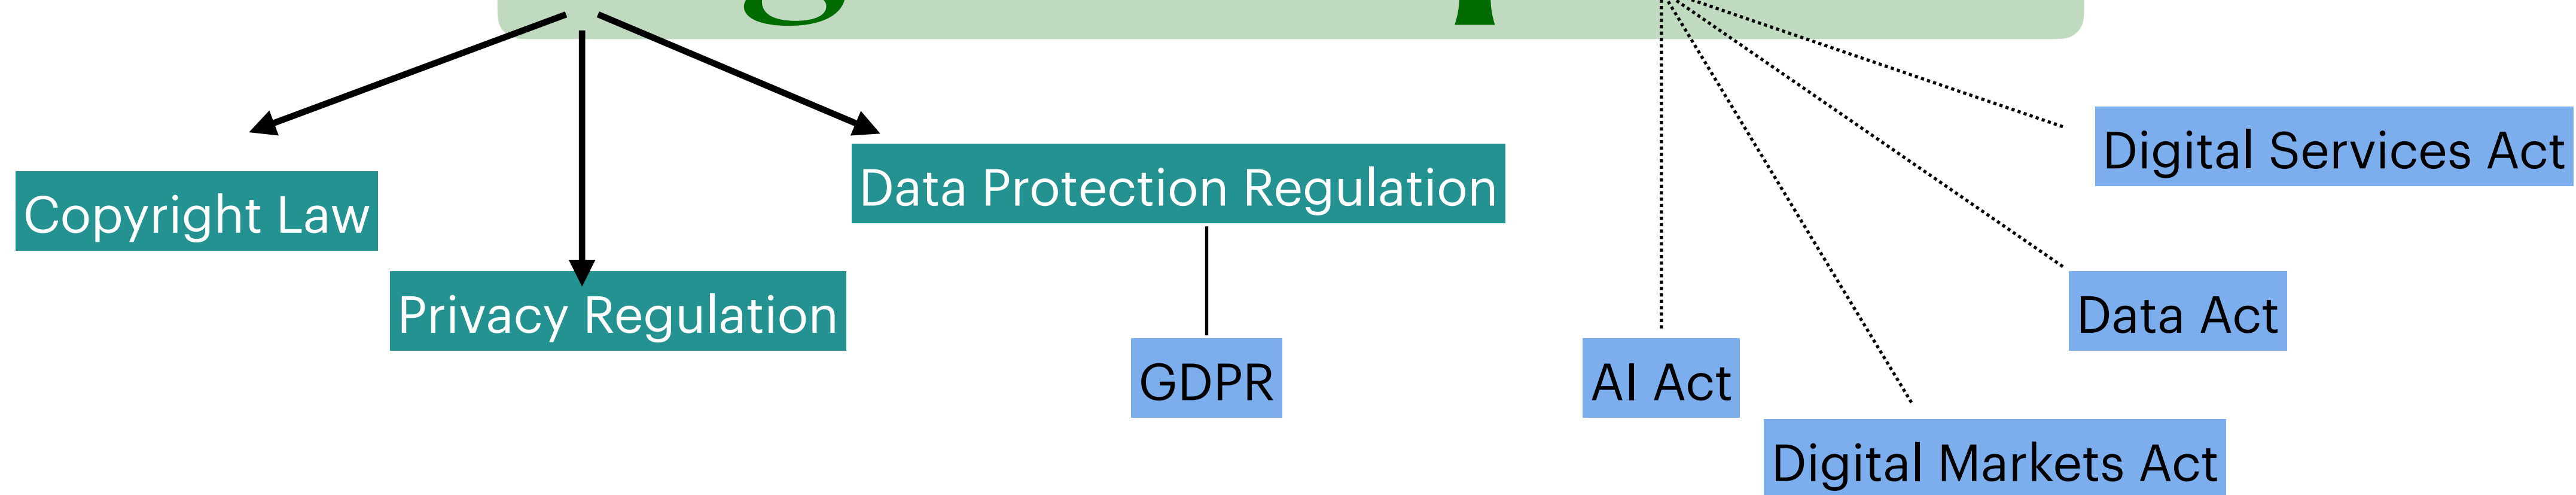 Digital Services Act
Data Protection Regulation
Copyright Law
Privacy Regulation
Data Act
GDPR
AI Act
Digital Markets Act